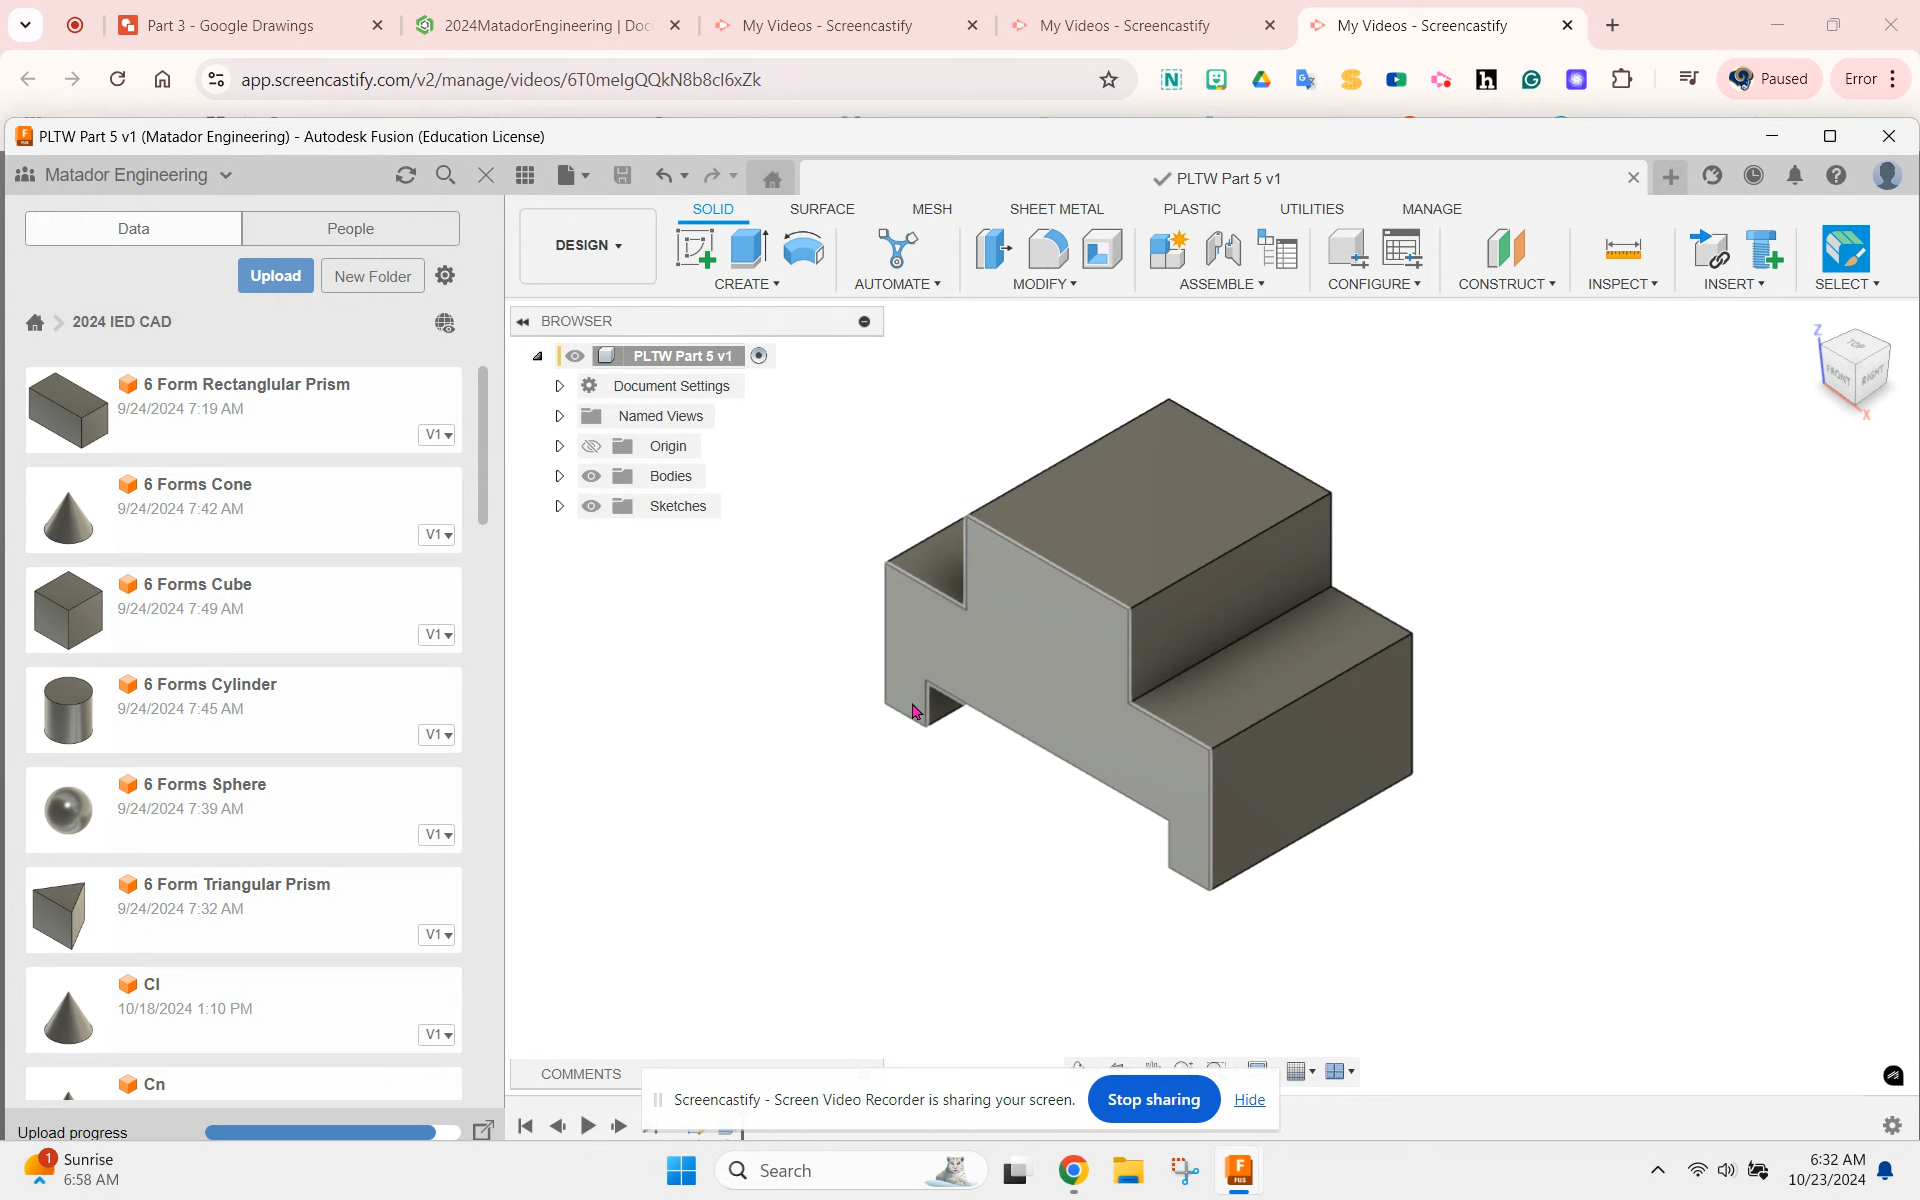 Part 3 - Google Drawings
2024MatadorEngineering | Doc
My Videos - Screencastify
My Videos - Screencastify
My Videos - Screencastify
app.screencastify.com/v2/manage/videos/6T0meIgQQkN8b8cl6xZk
Paused
Error
PLTW Part 5 v1 (Matador Engineering) - Autodesk Fusion (Education License)
Matador Engineering
PLTW Part 5 v1
Data
People
Upload
New Folder
2024 IED CAD
DESIGN
SOLID
SURFACE
MESH
SHEET METAL
PLASTIC
UTILITIES
MANAGE
CREATE
AUTOMATE
MODIFY
ASSEMBLE
CONFIGURE
CONSTRUCT
INSPECT
INSERT
SELECT
BROWSER
PLTW Part 5 v1
Document Settings
Named Views
Origin
Bodies
Sketches
6 Form Rectanglular Prism
9/24/2024 7:19 AM
V1
6 Forms Cone
9/24/2024 7:42 AM
V1
6 Forms Cube
9/24/2024 7:49 AM
V1
6 Forms Cylinder
9/24/2024 7:45 AM
V1
6 Forms Sphere
9/24/2024 7:39 AM
V1
6 Form Triangular Prism
9/24/2024 7:32 AM
V1
Cl
10/18/2024 1:10 PM
V1
Cn
Upload progress
Z
TOP
FRONT
RIGHT
X
COMMENTS
Screencastify - Screen Video Recorder is sharing your screen.
Stop sharing
Hide
1
Sunrise
6:58 AM
Search
FUS
6:32 AM
10/23/2024